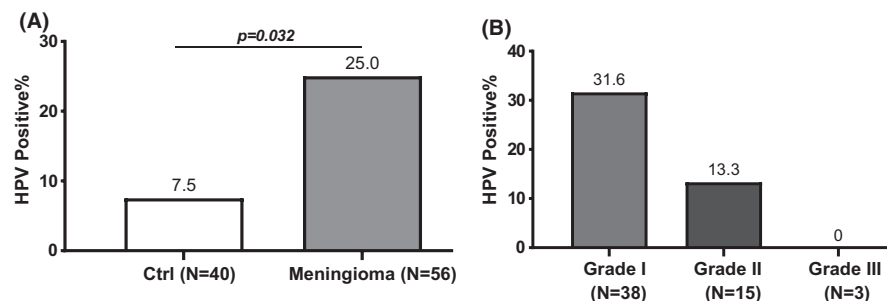 (A)
p=0.032
HPV Positive%
30
20
10
0
7.5
25.0
Ctrl (N=40)
Meningioma (N=56)
(B)
HPV Positive%
40
30
20
10
0
31.6
13.3
0
Grade I
(N=38)
Grade II
(N=15)
Grade III
(N=3)